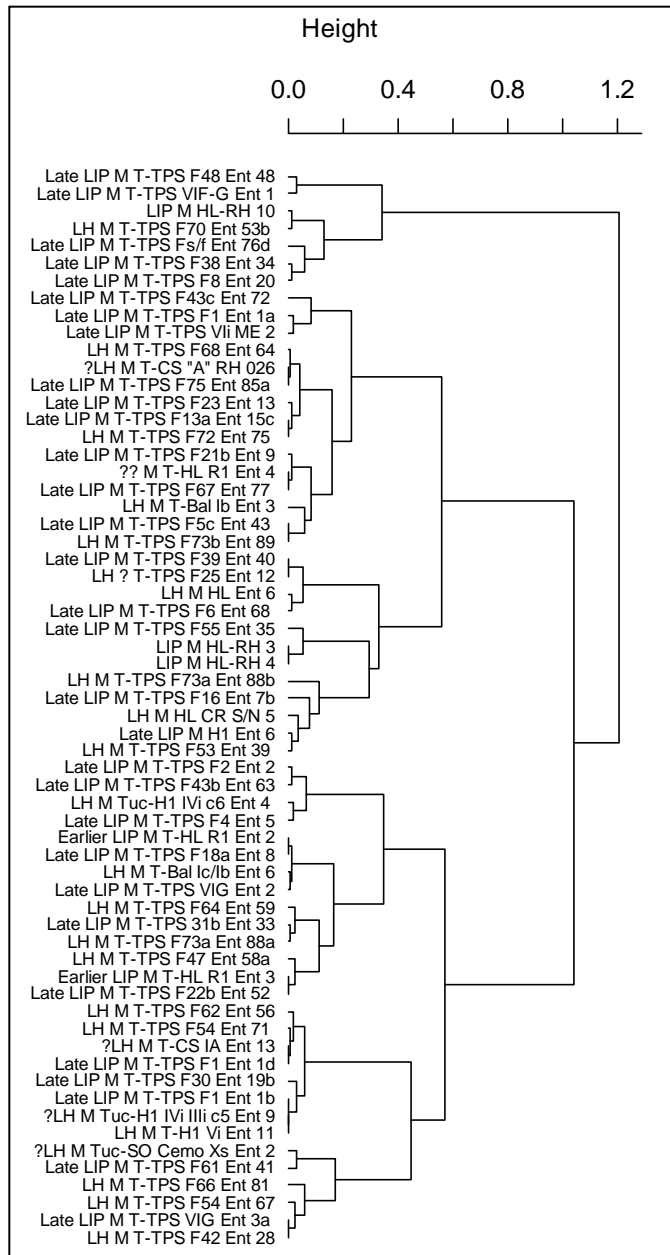 Height
0.0 0.4 0.8 1.2
Late LIP M T-TPS F48 Ent 48
Late LIP M T-TPS VIF-G Ent 1
LIP M HL-RH 10
LH M T-TPS F70 Ent 53b
Late LIP M T-TPS Fs/f Ent 76d
Late LIP M T-TPS F38 Ent 34
Late LIP M T-TPS F8 Ent 20
Late LIP M T-TPS F43c Ent 72
Late LIP M T-TPS F1 Ent 1a
Late LIP M T-TPS VIi ME 2
LH M T-TPS F68 Ent 64
?LH M T-CS "A" RH 026
Late LIP M T-TPS F75 Ent 85a
Late LIP M T-TPS F23 Ent 13
Late LIP M T-TPS F13a Ent 15c
LH M T-TPS F72 Ent 75
Late LIP M T-TPS F21b Ent 9
?? M T-HL R1 Ent 4
Late LIP M T-TPS F67 Ent 77
LH M T-Bal Ib Ent 3
Late LIP M T-TPS F5c Ent 43
LH M T-TPS F73b Ent 89
Late LIP M T-TPS F39 Ent 40
LH ? T-TPS F25 Ent 12
LH M HL Ent 6
Late LIP M T-TPS F6 Ent 68
Late LIP M T-TPS F55 Ent 35
LIP M HL-RH 3
LIP M HL-RH 4
LH M T-TPS F73a Ent 88b
Late LIP M T-TPS F16 Ent 7b
LH M HL CR S/N 5
Late LIP M H1 Ent 6
LH M T-TPS F53 Ent 39
Late LIP M T-TPS F2 Ent 2
Late LIP M T-TPS F43b Ent 63
LH M Tuc-H1 IVi c6 Ent 4
Late LIP M T-TPS F4 Ent 5
Earlier LIP M T-HL R1 Ent 2
Late LIP M T-TPS F18a Ent 8
LH M T-Bal Ic/Ib Ent 6
Late LIP M T-TPS VIG Ent 2
LH M T-TPS F64 Ent 59
Late LIP M T-TPS 31b Ent 33
LH M T-TPS F73a Ent 88a
LH M T-TPS F47 Ent 58a
Earlier LIP M T-HL R1 Ent 3
Late LIP M T-TPS F22b Ent 52
LH M T-TPS F62 Ent 56
LH M T-TPS F54 Ent 71
?LH M T-CS IA Ent 13
Late LIP M T-TPS F1 Ent 1d
Late LIP M T-TPS F30 Ent 19b
Late LIP M T-TPS F1 Ent 1b
?LH M Tuc-H1 IVi IIIi c5 Ent 9
LH M T-H1 Vi Ent 11
?LH M Tuc-SO Cemo Xs Ent 2
Late LIP M T-TPS F61 Ent 41
LH M T-TPS F66 Ent 81
LH M T-TPS F54 Ent 67
Late LIP M T-TPS VIG Ent 3a
LH M T-TPS F42 Ent 28